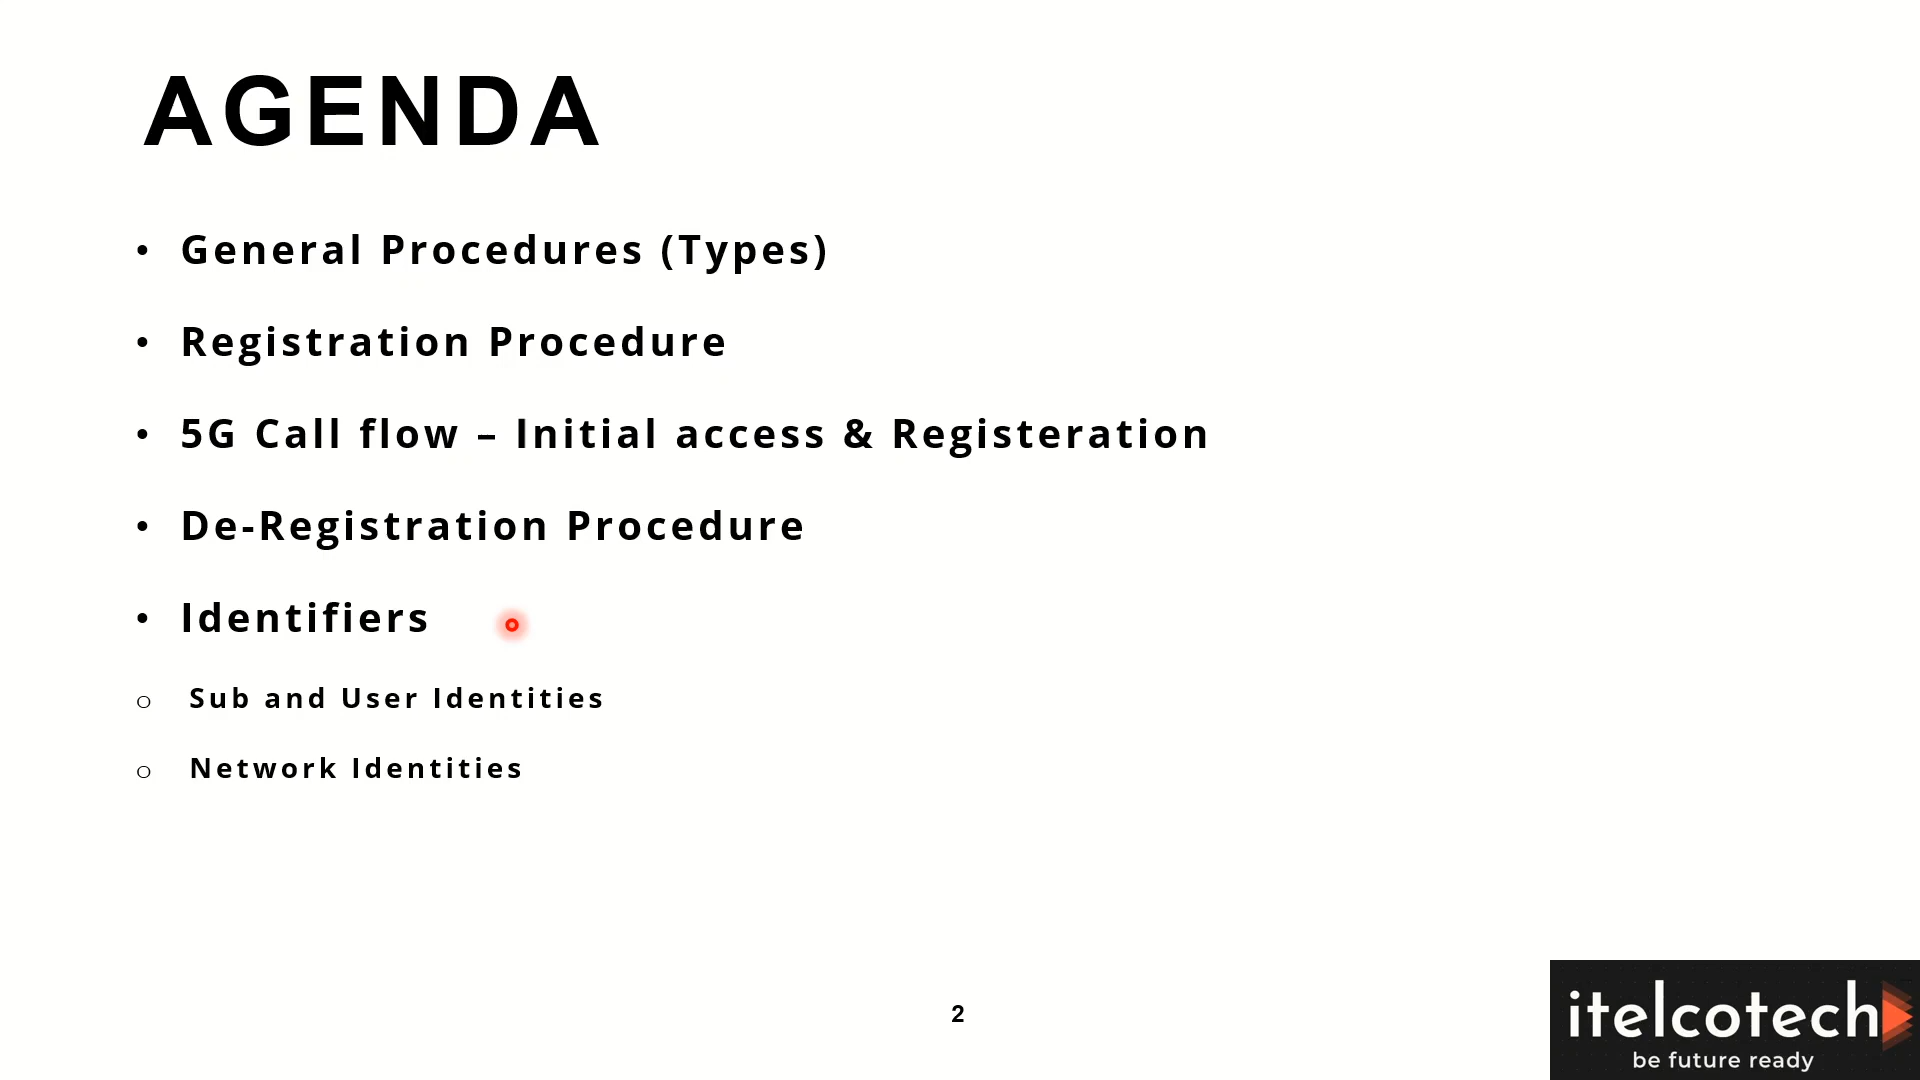 AGENDA
• General Procedures (Types)
• Registration Procedure
• 5G Call flow – Initial access & Registeration
• De-Registration Procedure
• Identifiers
o Sub and User Identities
o Network Identities
2
itelcotech
be future ready